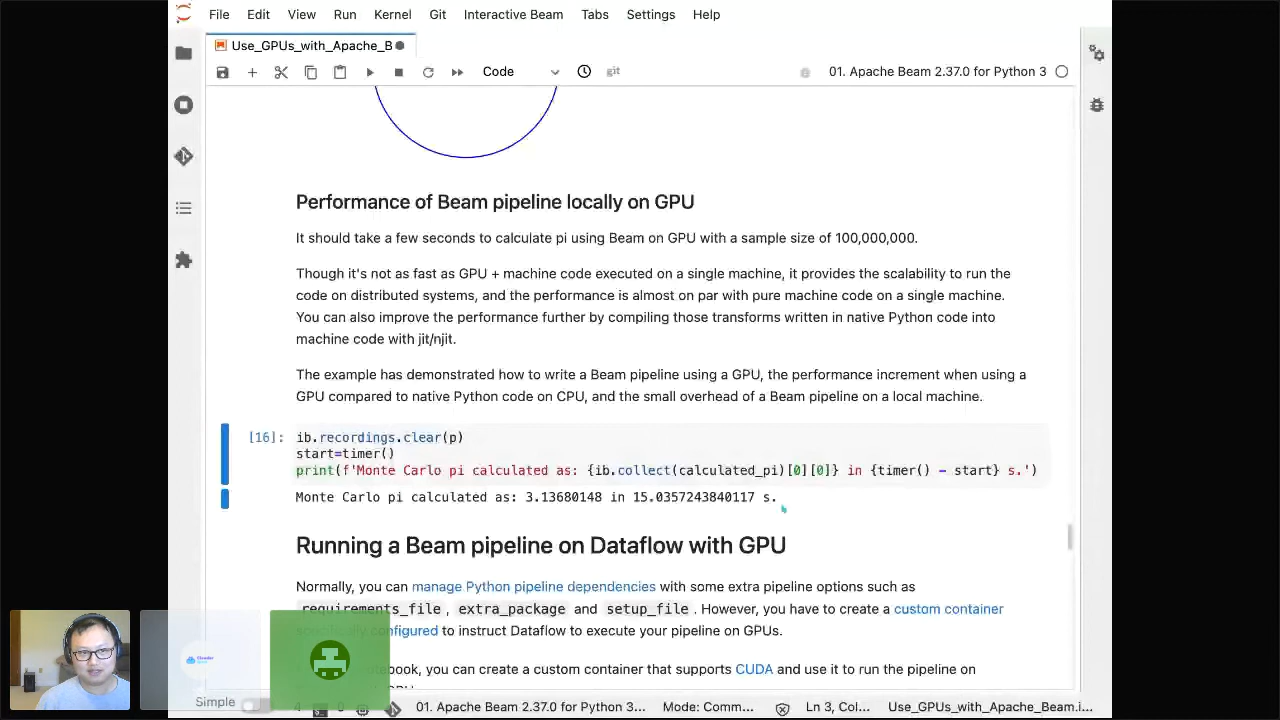 File Edit View Run Kernel Git Interactive Beam Tabs Settings Help
Use_GPUs_with_Apache_B
Code
git
01. Apache Beam 2.37.0 for Python 3
Performance of Beam pipeline locally on GPU
It should take a few seconds to calculate pi using Beam on GPU with a sample size of 100,000,000.
Though it's not as fast as GPU + machine code executed on a single machine, it provides the scalability to run the
code on distributed systems, and the performance is almost on par with pure machine code on a single machine.
You can also improve the performance further by compiling those transforms written in native Python code into
machine code with jit/njit.
The example has demonstrated how to write a Beam pipeline using a GPU, the performance increment when using a
GPU compared to native Python code on CPU, and the small overhead of a Beam pipeline on a local machine.
[16]: ib.recordings.clear(p)
start=timer()
print(f'Monte Carlo pi calculated as: {ib.collect(calculated_pi)[0][0]} in {timer() - start} s.')
Monte Carlo pi calculated as: 3.13680148 in 15.0357243840117 s.
Running a Beam pipeline on Dataflow with GPU
Normally, you can manage Python pipeline dependencies with some extra pipeline options such as
requirements_file, extra_package and setup_file. However, you have to create a custom container
specifically configured to instruct Dataflow to execute your pipeline on GPUs.
notebook, you can create a custom container that supports CUDA and use it to run the pipeline on
Simple
01. Apache Beam 2.37.0 for Python 3... Mode: Comm... Ln 3, Col... Use_GPUs_with_Apache_Beam.i...